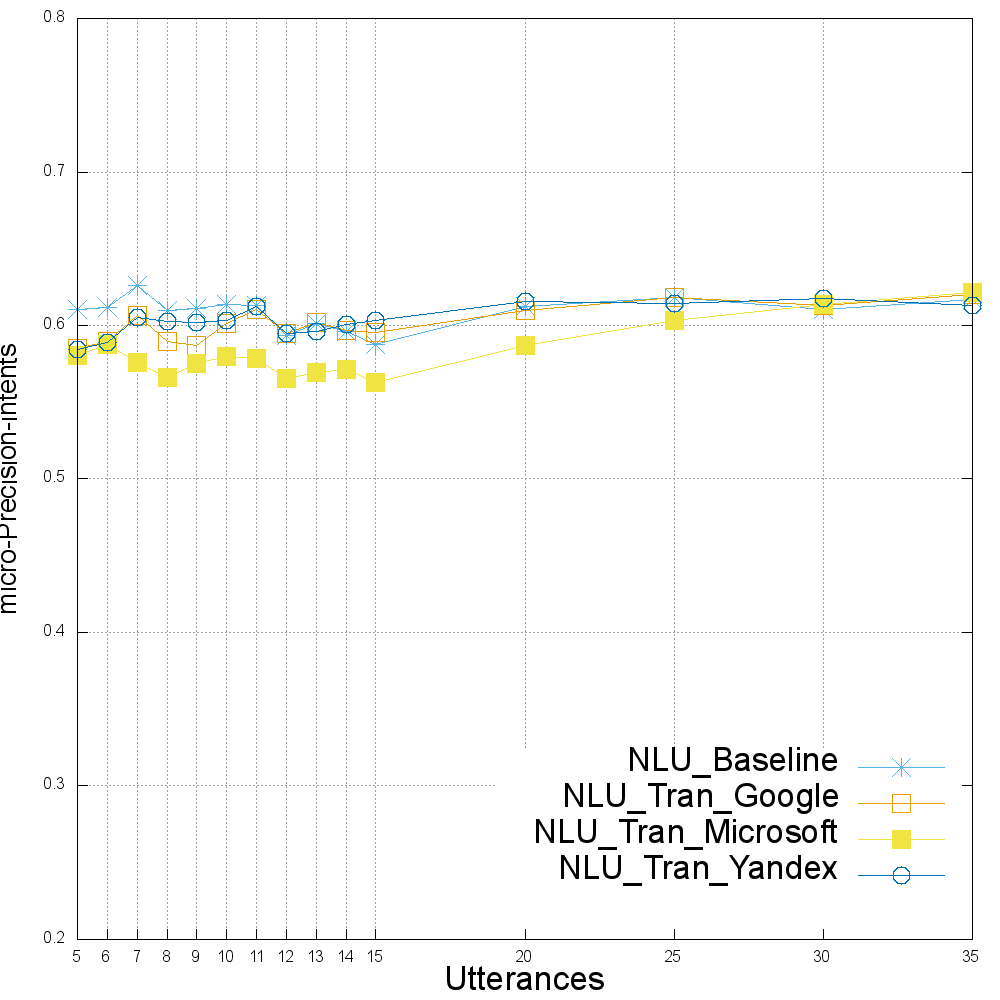 0.8
0.7
0.6
0.5
0.4
0.3
0.2
micro-Precision-intents
NLU_Baseline
NLU_Tran_Google
NLU_Tran_Microsoft
NLU_Tran_Yandex
5 6 7 8 9 10 11 12 13 14 15 20 25 30 35
Utterances